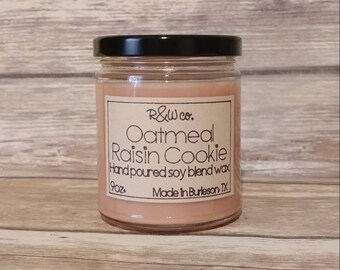 R&W co.
Oatmeal
Raisin Cookie
Hand poured soy blend wax
9oz. Made In Burleson, TX